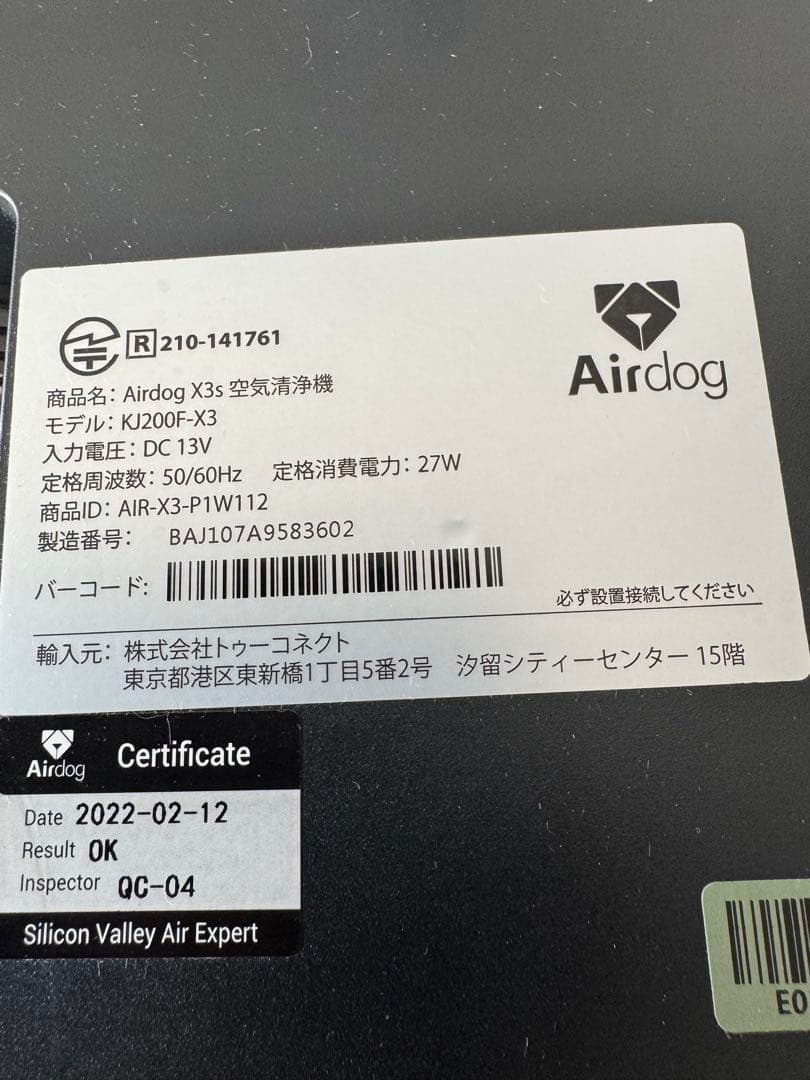 R 210-141761
Airdog
商品名: Airdog X3s 空気清浄機
モデル: KJ200F-X3
入力電圧: DC 13V
定格周波数: 50/60Hz 定格消費電力: 27W
商品ID: AIR-X3-P1W112
製造番号: BAJ107A9583602
バーコード:
必ず設置接続してください
輸入元: 株式会社トゥーコネクト
東京都港区東新橋1丁目5番2号 汐留シティーセンター 15階
Airdog Certificate
Date 2022-02-12
Result OK
Inspector QC-04
Silicon Valley Air Expert